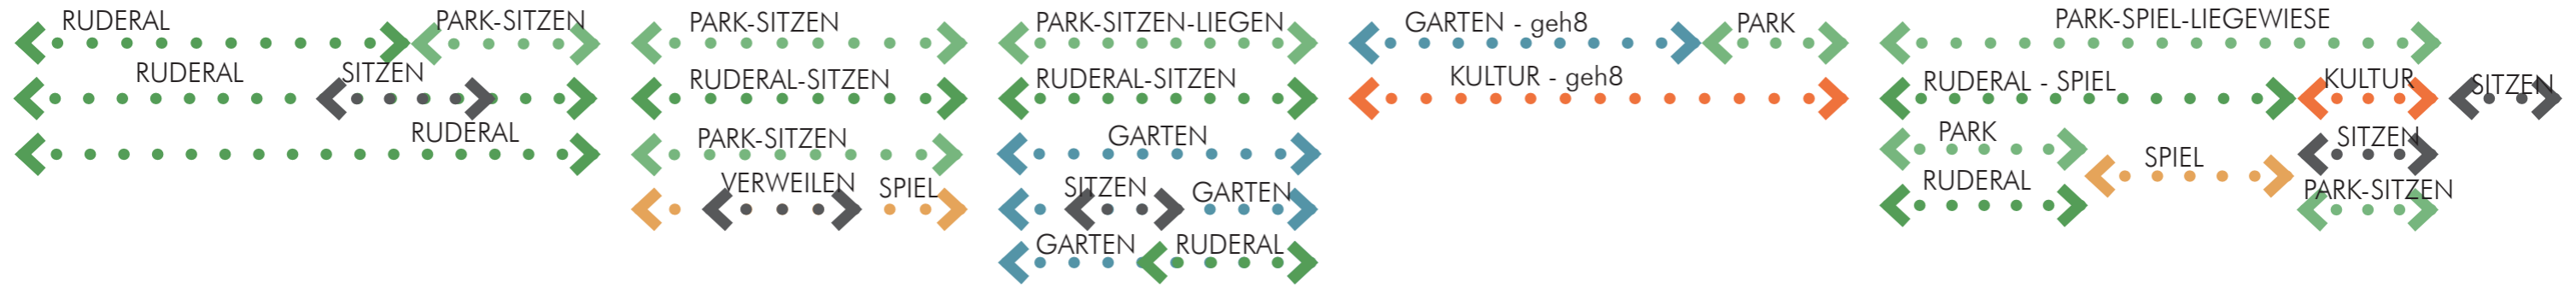 RUDERAL
PARK-SITZEN
RUDERAL
SITZEN
RUDERAL
PARK-SITZEN
RUDERAL-SITZEN
PARK-SITZEN
VERWEILEN
SPIEL
PARK-SITZEN-LIEGEN
RUDERAL-SITZEN
GARTEN
SITZEN
GARTEN
GARTEN
RUDERAL
GARTEN - geh8
PARK
KULTUR - geh8
PARK-SPIEL-LIEGEWIESE
RUDERAL - SPIEL
KULTUR
SITZEN
PARK
SPIEL
SITZEN
RUDERAL
PARK-SITZEN